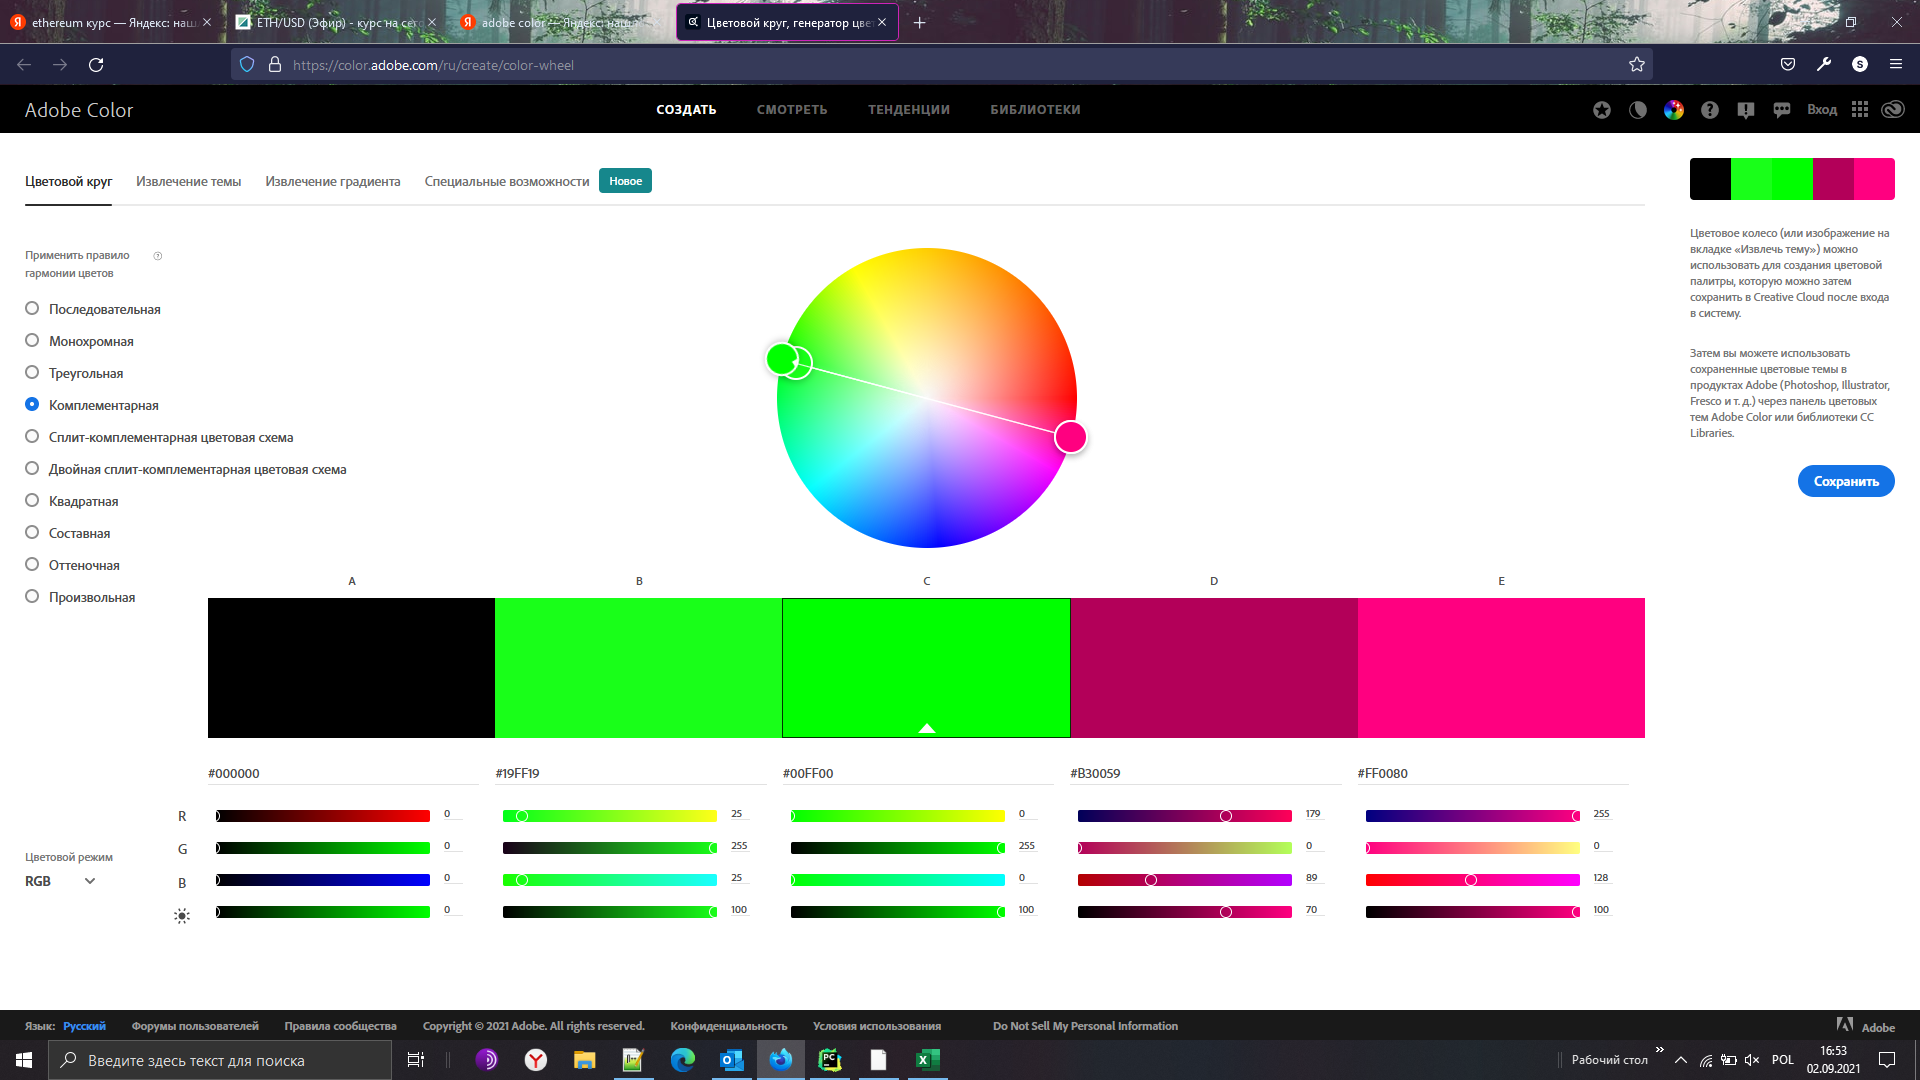 ethereum курс — Яндекс: наш
ETH/USD (Эфир) - курс на сего
adobe color — Яндекс: нашл
Цветовой круг, генератор цвет
https://color.adobe.com/ru/create/color-wheel
Adobe Color
СОЗДАТЬ СМОТРЕТЬ ТЕНДЕНЦИИ БИБЛИОТЕКИ
Вход
Цветовой круг Извлечение темы Извлечение градиента Специальные возможности Новое
Применить правило
гармонии цветов
Последовательная
Монохромная
Треугольная
Комплементарная
Сплит-комплементарная цветовая схема
Двойная сплит-комплементарная цветовая схема
Квадратная
Составная
Оттеночная
Произвольная
Цветовое колесо (или изображение на
вкладке «Извлечь тему») можно
использовать для создания цветовой
палитры, которую можно затем
сохранить в Creative Cloud после входа
в систему.
Затем вы можете использовать
сохраненные цветовые темы в
продуктах Adobe (Photoshop, Illustrator,
Fresco и т. д.) через панель цветовых
тем Adobe Color или библиотеки CC
Libraries.
Сохранить
A B C D E
#000000 #19FF19 #00FF00 #B30059 #FF0080
R 0 25 0 179 255
G 0 255 255 0 0
B 0 25 0 89 128
0 100 100 70 100
Цветовой режим
RGB
Язык: Русский Форумы пользователей Правила сообщества Copyright © 2021 Adobe. All rights reserved. Конфиденциальность Условия использования Do Not Sell My Personal Information Adobe
Введите здесь текст для поиска
Рабочий стол
POL
16:53
02.09.2021